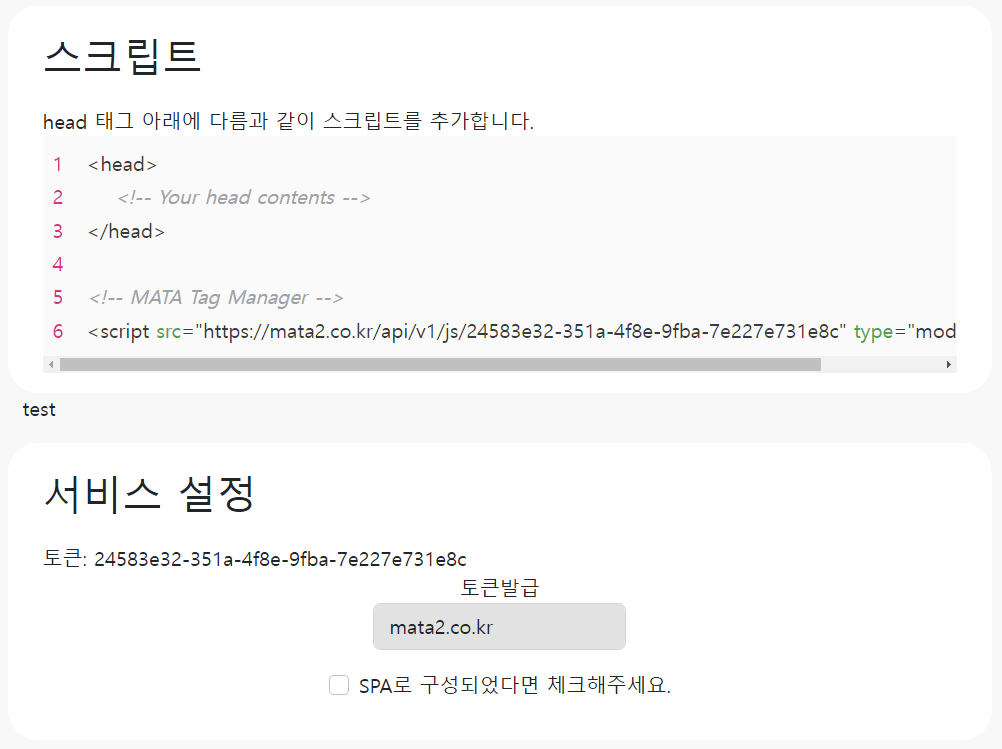 스크립트
head 태그 아래에 다름과 같이 스크립트를 추가합니다.
1 <head>
2 <!-- Your head contents -->
3 </head>
4
5 <!-- MATA Tag Manager -->
6 <script src="https://mata2.co.kr/api/v1/js/24583e32-351a-4f8e-9fba-7e227e731e8c" type="mod
test
서비스 설정
토큰: 24583e32-351a-4f8e-9fba-7e227e731e8c
토큰발급
mata2.co.kr
SPA로 구성되었다면 체크해주세요.